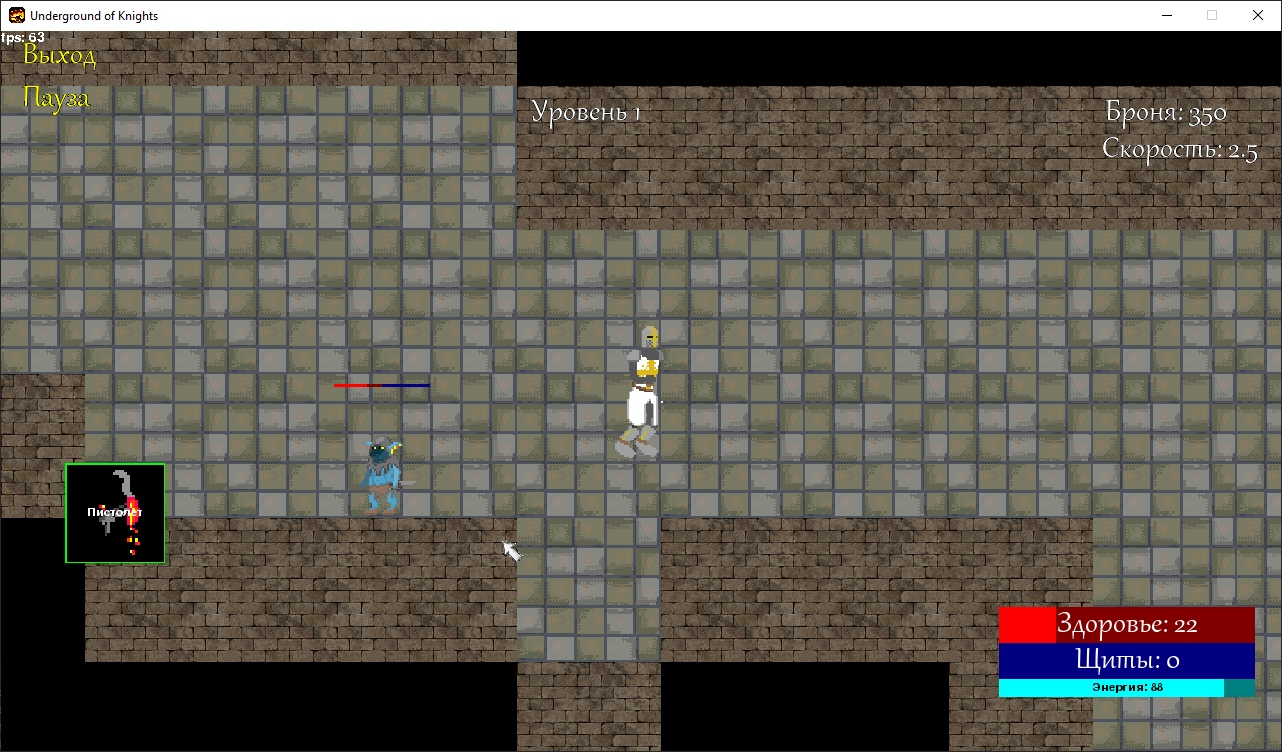 Underground of Knights
fps: 63
Выход
Пауза
Уровень 1
Броня: 350
Скорость: 2.5
Пистолет
Здоровье: 22
Щиты: 0
Энергия: 88